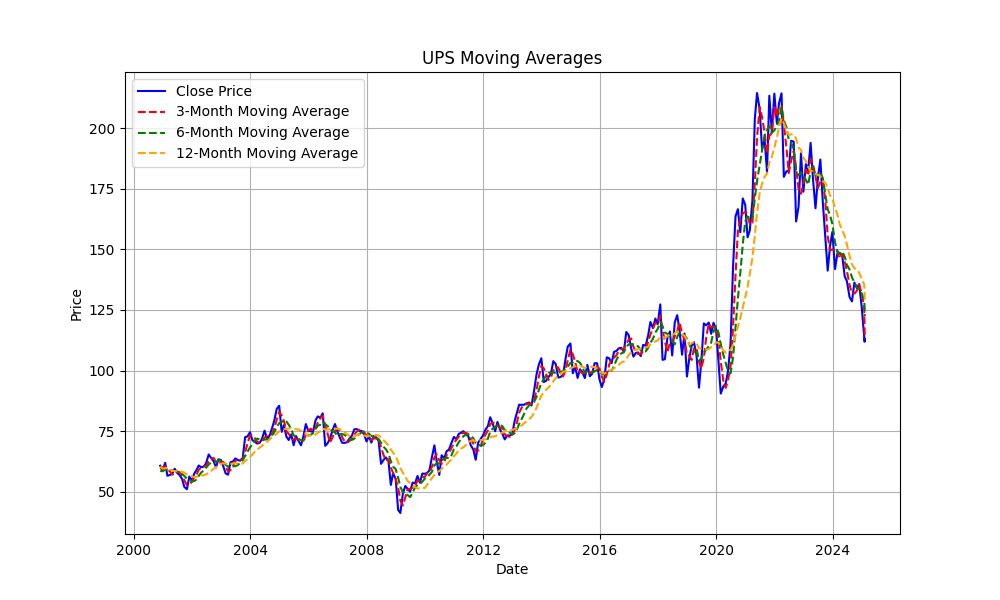 UPS Moving Averages
Close Price
3-Month Moving Average
6-Month Moving Average
12-Month Moving Average
200
175
150
125
100
75
50
Price
2000 2004 2008 2012 2016 2020 2024
Date